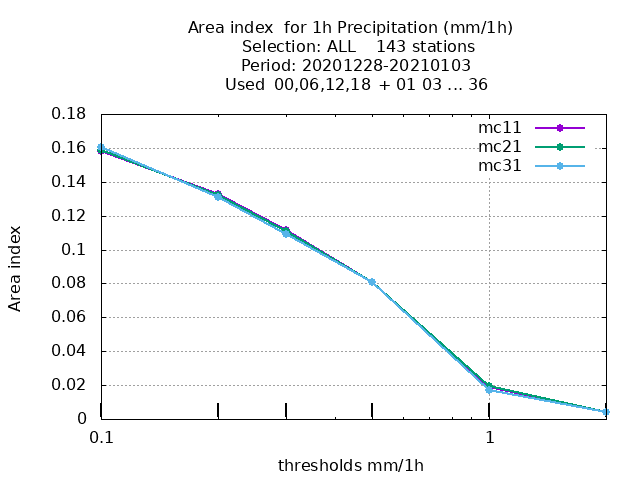 Area index  for 1h Precipitation (mm/1h)
Selection: ALL    143 stations
Period: 20201228-20210103
Used  00,06,12,18  + 01 03 ... 36
0.18
0.16
0.14
0.12
0.1
0.08
0.06
0.04
0.02
0
Area index
mc11
mc21
mc31
0.1
1
thresholds mm/1h